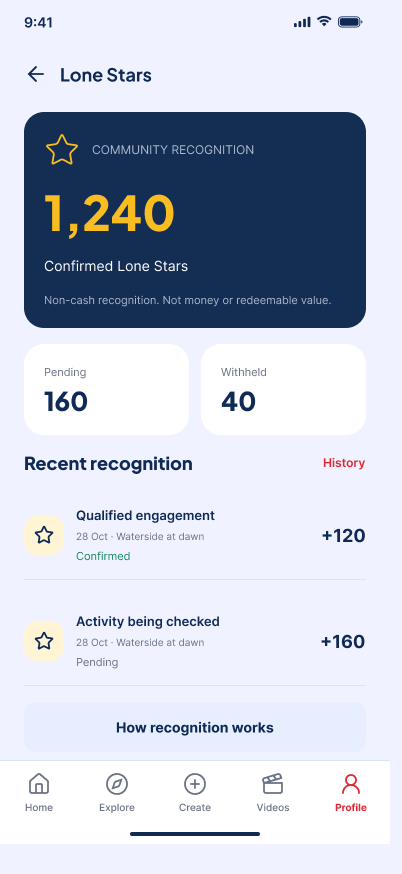 9:41
Lone Stars
COMMUNITY RECOGNITION
1,240
Confirmed Lone Stars
Non-cash recognition. Not money or redeemable value.
Pending
160
Withheld
40
Recent recognition
History
Qualified engagement
28 Oct · Waterside at dawn
Confirmed
+120
Activity being checked
28 Oct · Waterside at dawn
Pending
+160
How recognition works
Home
Explore
Create
Videos
Profile